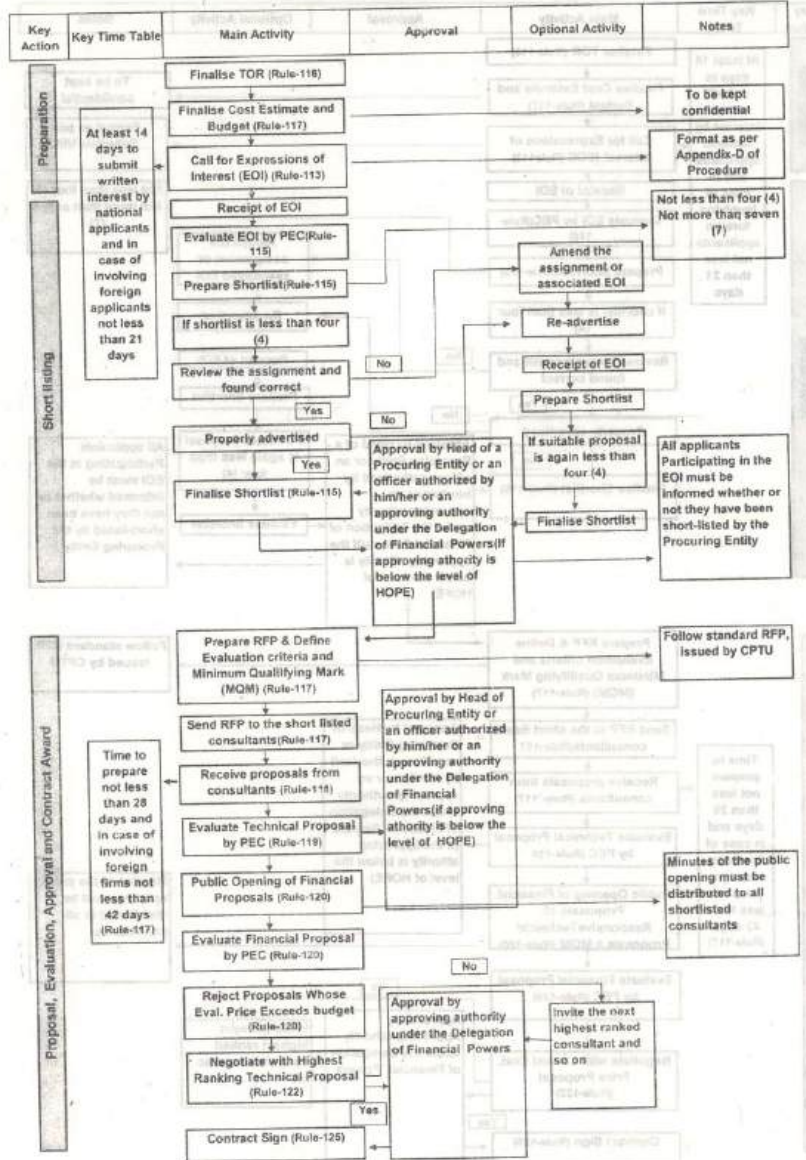 Key
Action
Key Time Table
Main Activity
Approval
Optional Activity
Notes
Preparation
Short listing
At least 14
days to
submit
written
interest by
national
applicants
and in
case of
involving
foreign
applicants
not less
than 21
days
Finalise TOR (Rule-116)
Finalise Cost Estimate and
Budget (Rule-117)
Call for Expressions of
Interest (EOI) (Rule-113)
Receipt of EOI
Evaluate EOI by PEC(Rule-
115)
Prepare Shortlist(Rule-115)
If shortlist is less than four
(4)
Review the assignment and
found correct
Yes
No
Properly advertised
Yes
No
Finalise Shortlist (Rule-115)
Approval by Head of a
Procuring Entity or an
officer authorized by
him/her or an
approving authority
under the Delegation
of Financial Powers(If
approving athority is
below the level of
HOPE)
Amend the
assignment or
associated EOI
Re-advertise
Receipt of EOI
Prepare Shortlist
If suitable proposal
is again less than
four (4)
Finalise Shortlist
To be kept
confidential
Format as per
Appendix-D of
Procedure
Not less than four (4)
Not more than seven
(7)
All applicants
Participating in the
EOI must be
informed whether or
not they have been
short-listed by the
Procuring Entity
Proposal, Evaluation, Approval and Contract Award
Time to
prepare
not less
than 28
days and
in case of
involving
foreign
firms not
less than
42 days
(Rule-117)
Prepare RFP & Define
Evaluation criteria and
Minimum Qualifying Mark
(MQM) (Rule-117)
Send RFP to the short listed
consultants(Rule-117)
Receive proposals from
consultants (Rule-118)
Evaluate Technical Proposal
by PEC (Rule-119)
Public Opening of Financial
Proposals (Rule-120)
Evaluate Financial Proposal
by PEC (Rule-120)
Reject Proposals Whose
Eval. Price Exceeds budget
(Rule-120)
Negotiate with Highest
Ranking Technical Proposal
(Rule-122)
Yes
Contract Sign (Rule-125)
Approval by Head of
Procuring Entity or
an officer authorized
by him/her or an
approving authority
under the Delegation
of Financial
Powers(if approving
athority is below the
level of HOPE)
No
Approval by
approving authority
under the Delegation
of Financial Powers
Invite the next
highest ranked
consultant and
so on
Follow standard RFP,
issued by CPTU
Minutes of the public
opening must be
distributed to all
shortlisted
consultants